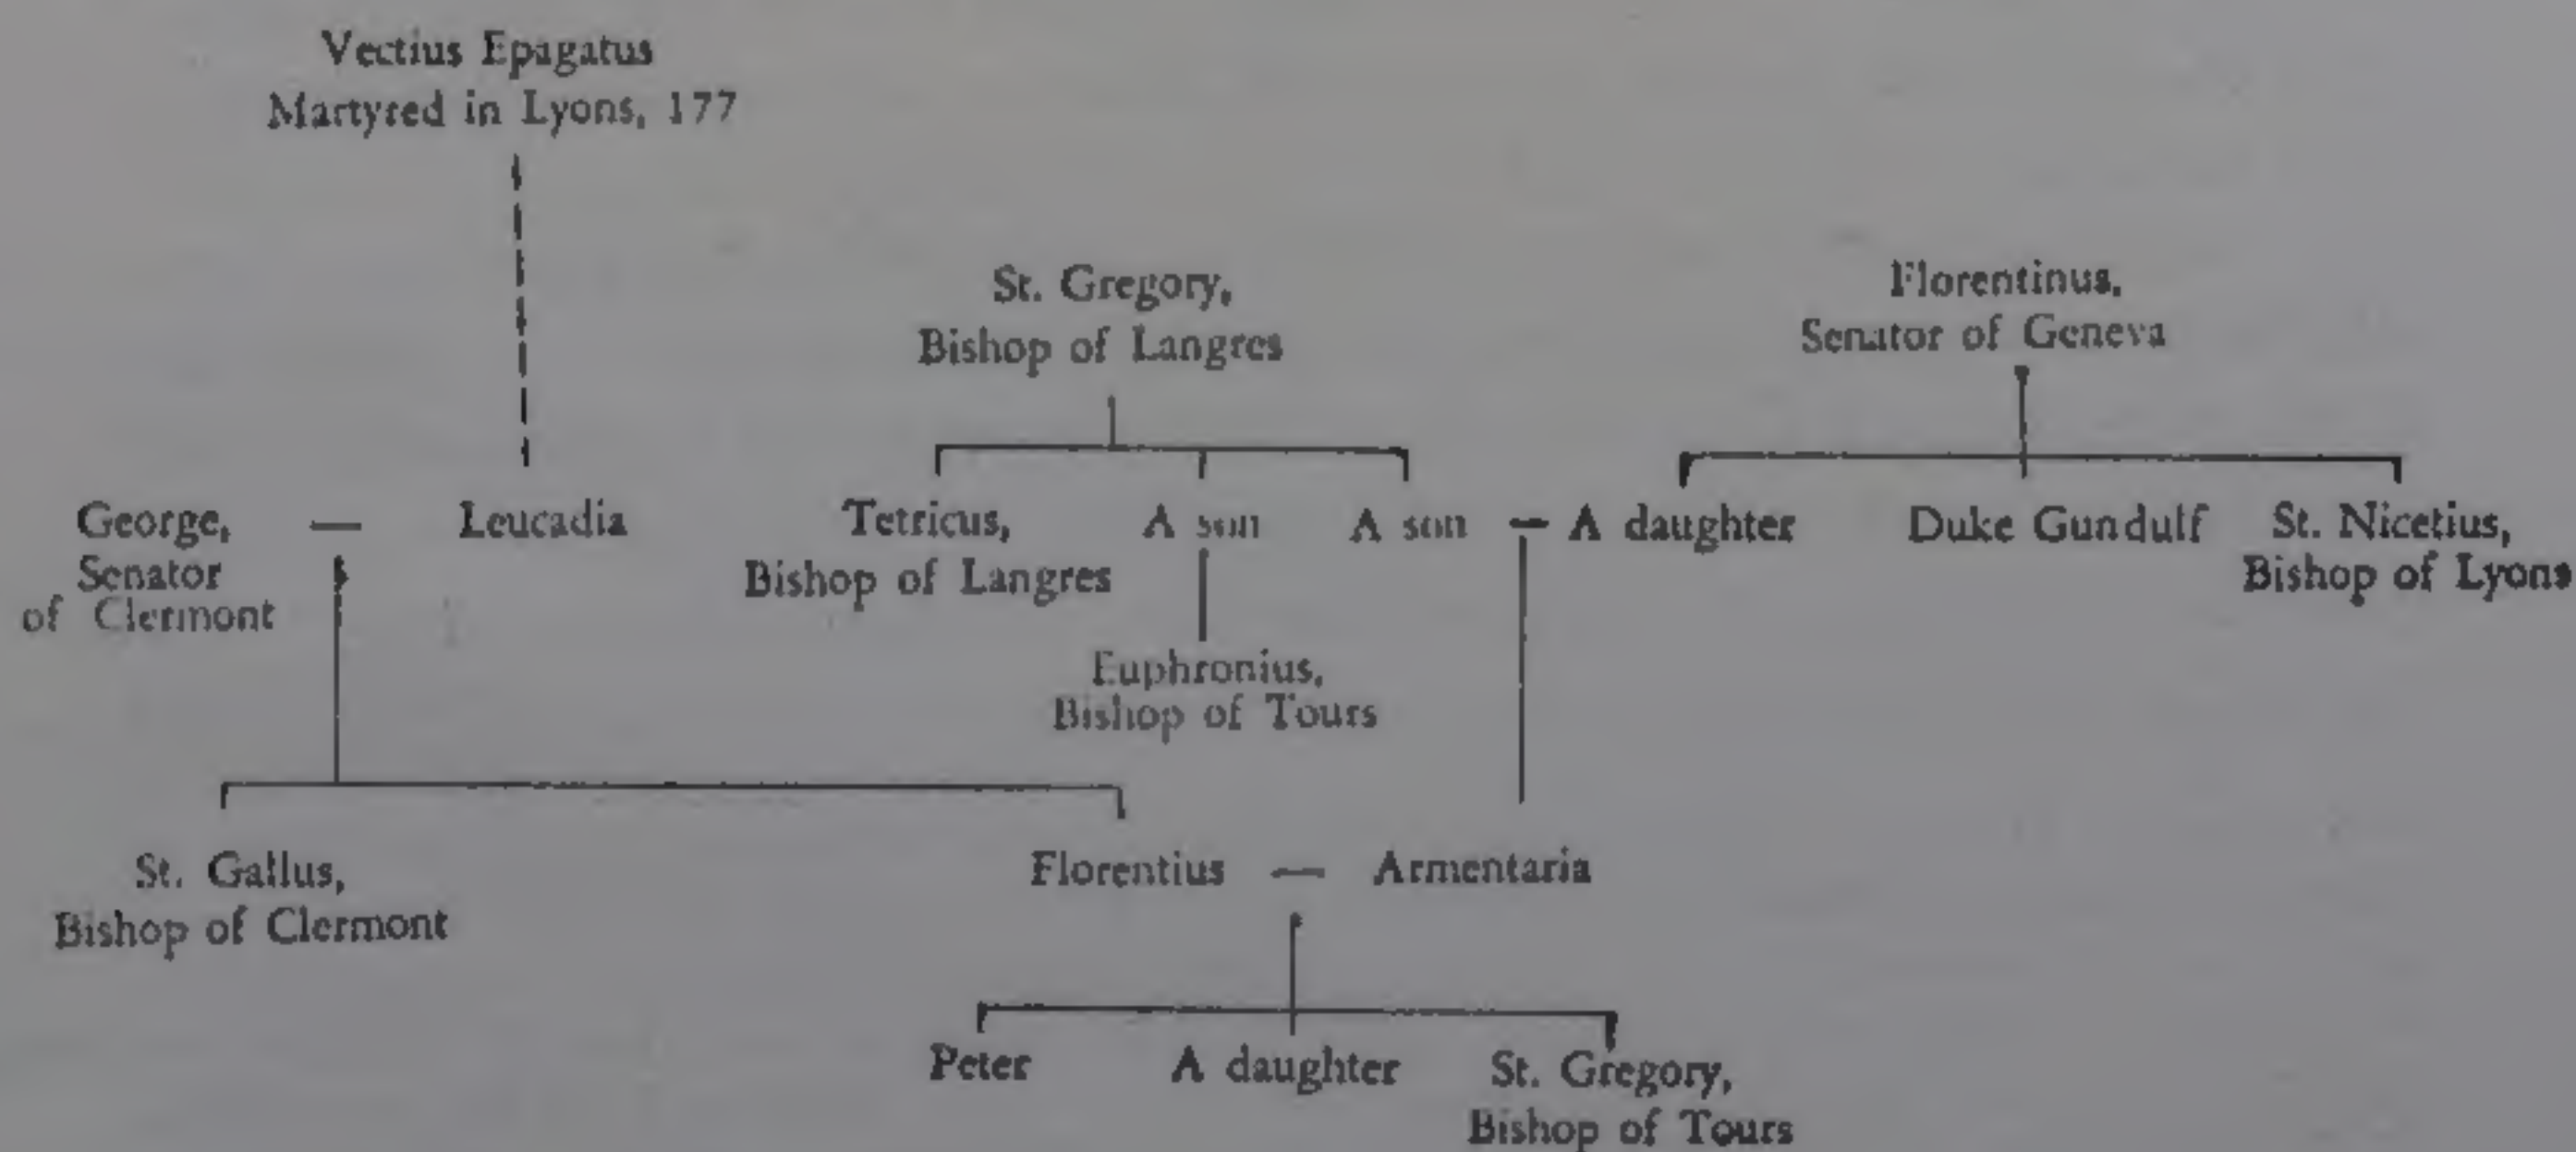 Vectius Epagatus
Martyred in Lyons, 177
St. Gregory,
Bishop of Langres
Florentinus,
Senator of Geneva
George,
Senator
of Clermont
Leucadia
Tetricus,
Bishop of Langres
A son
A son
A daughter
Duke Gundulf
St. Nicetius,
Bishop of Lyons
Euphronius,
Bishop of Tours
St. Gallus,
Bishop of Clermont
Florentius
Armentaria
Peter
A daughter
St. Gregory,
Bishop of Tours